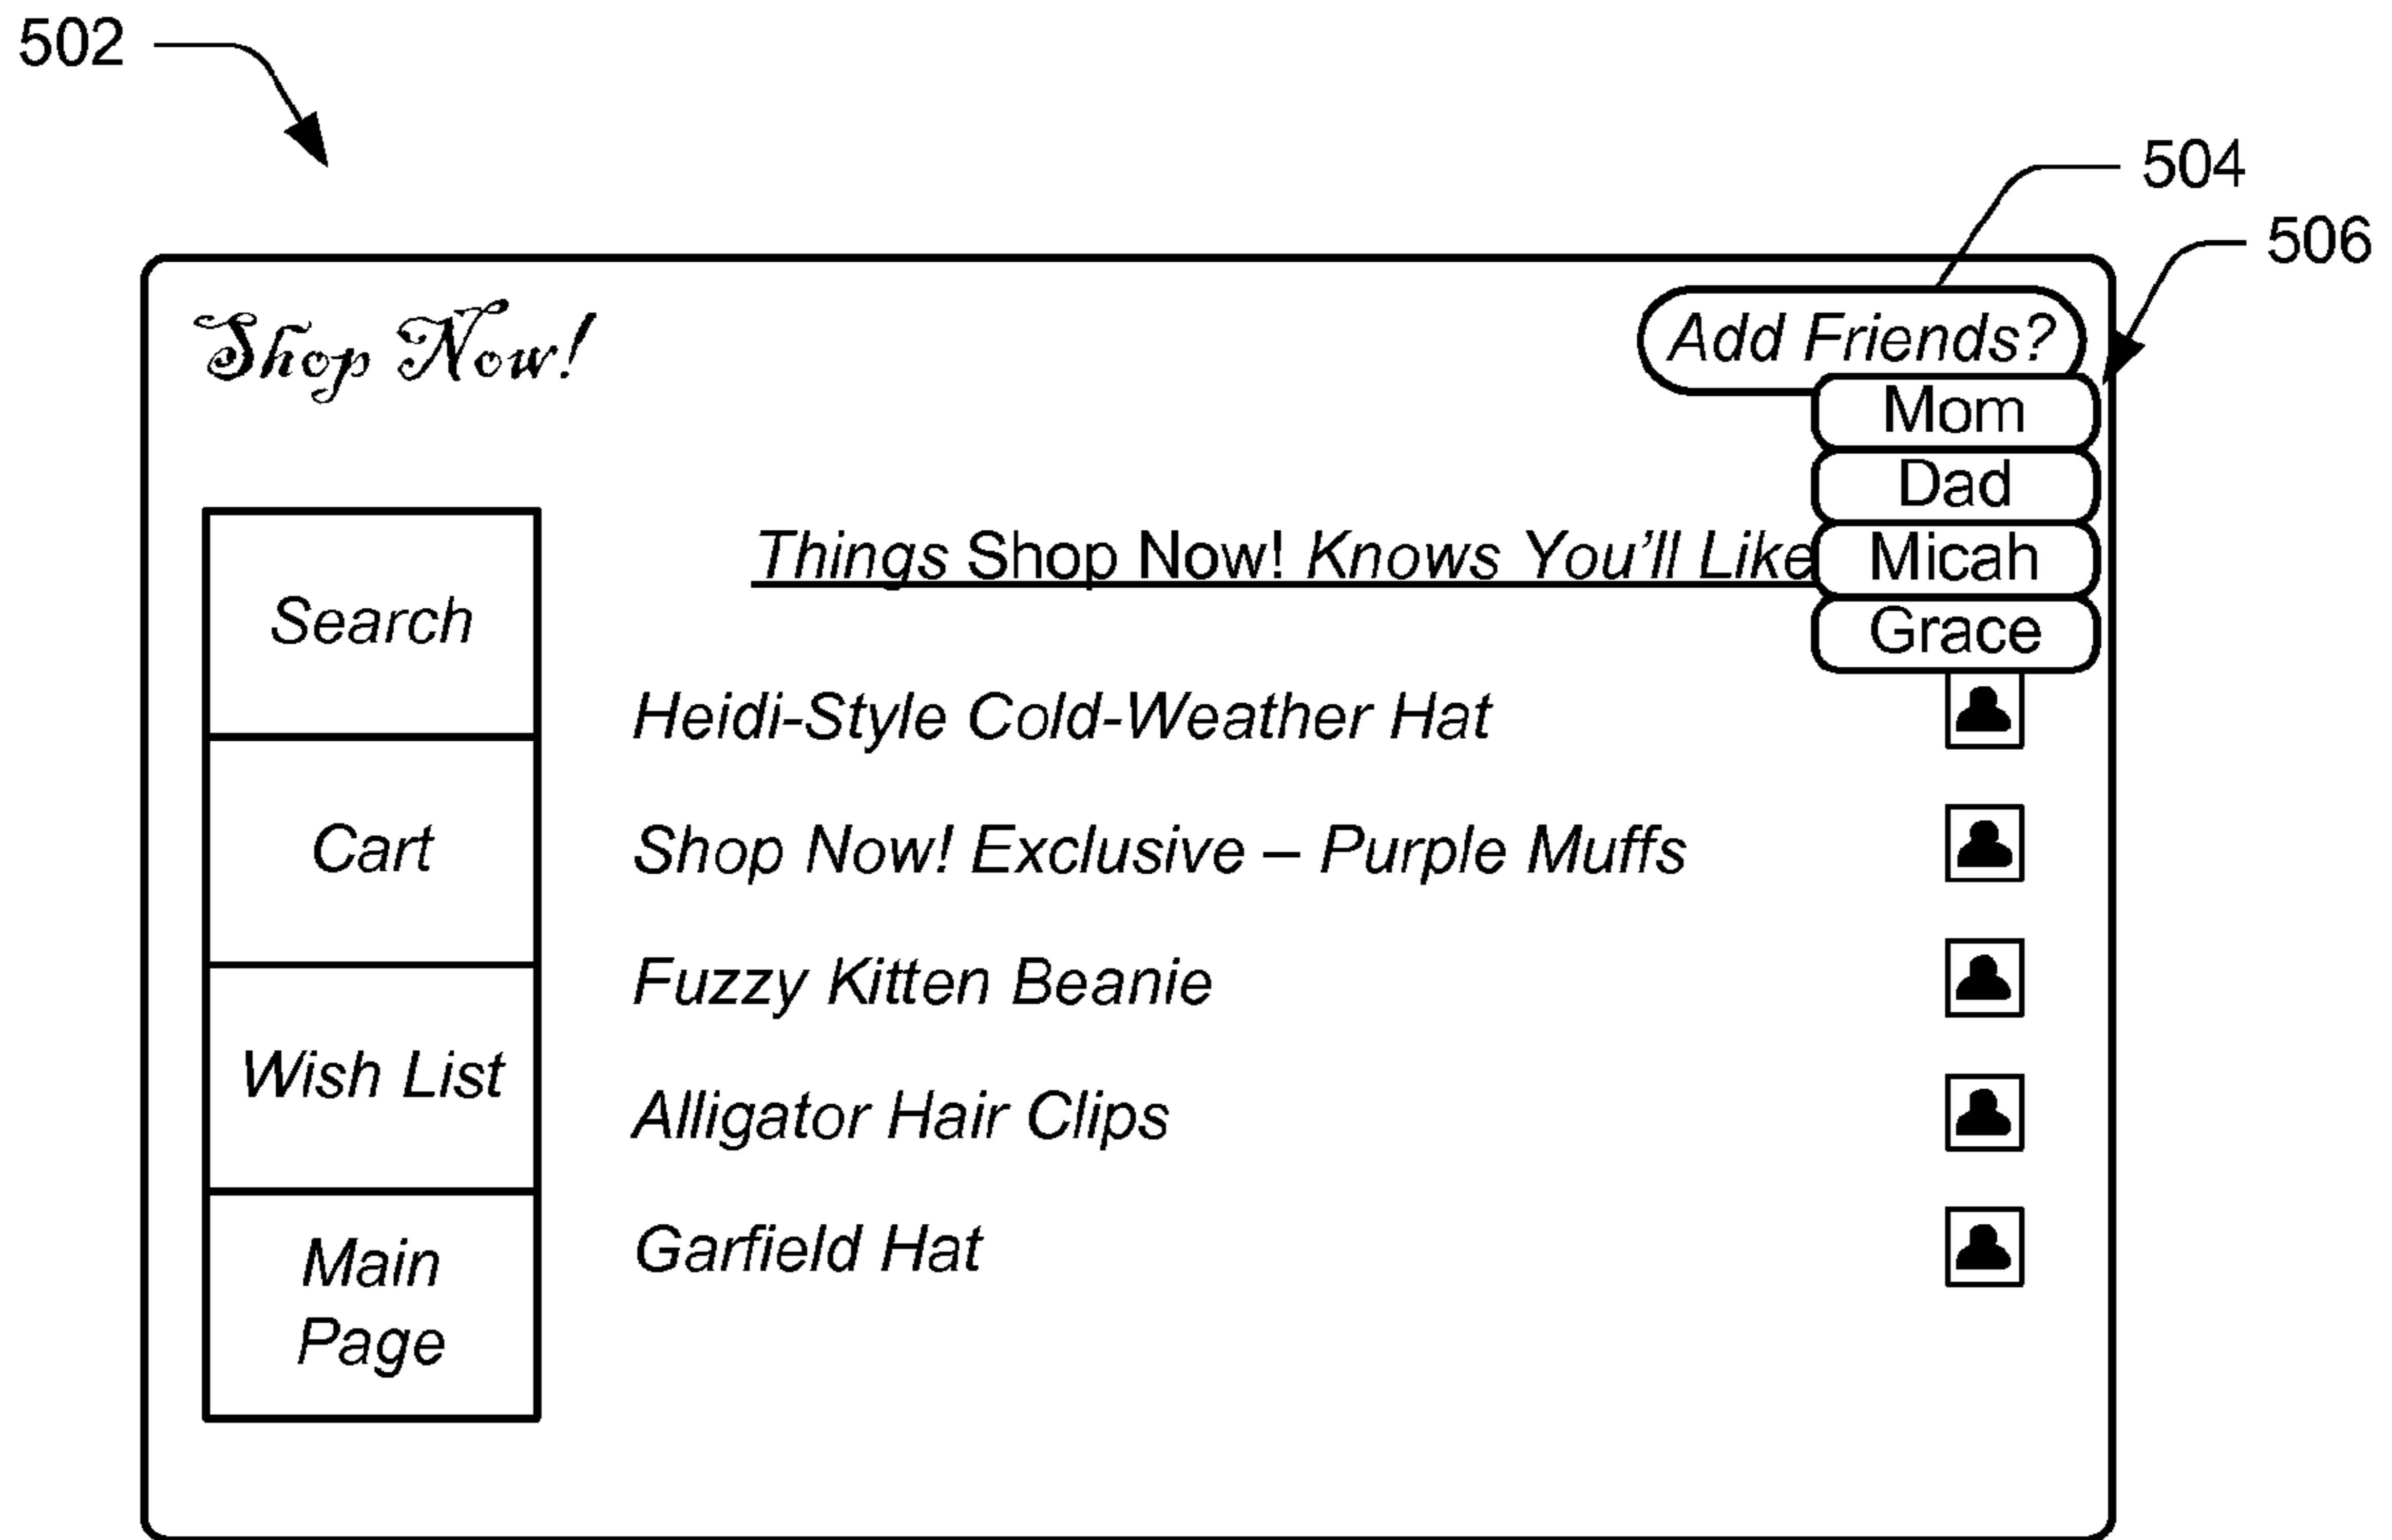 502
504
506
Shop Now!
Add Friends?
Mom
Dad
Micah
Grace
Things Shop Now! Knows You'll Like
Search
Cart
Wish List
Main
Page
Heidi-Style Cold-Weather Hat
Shop Now! Exclusive – Purple Muffs
Fuzzy Kitten Beanie
Alligator Hair Clips
Garfield Hat